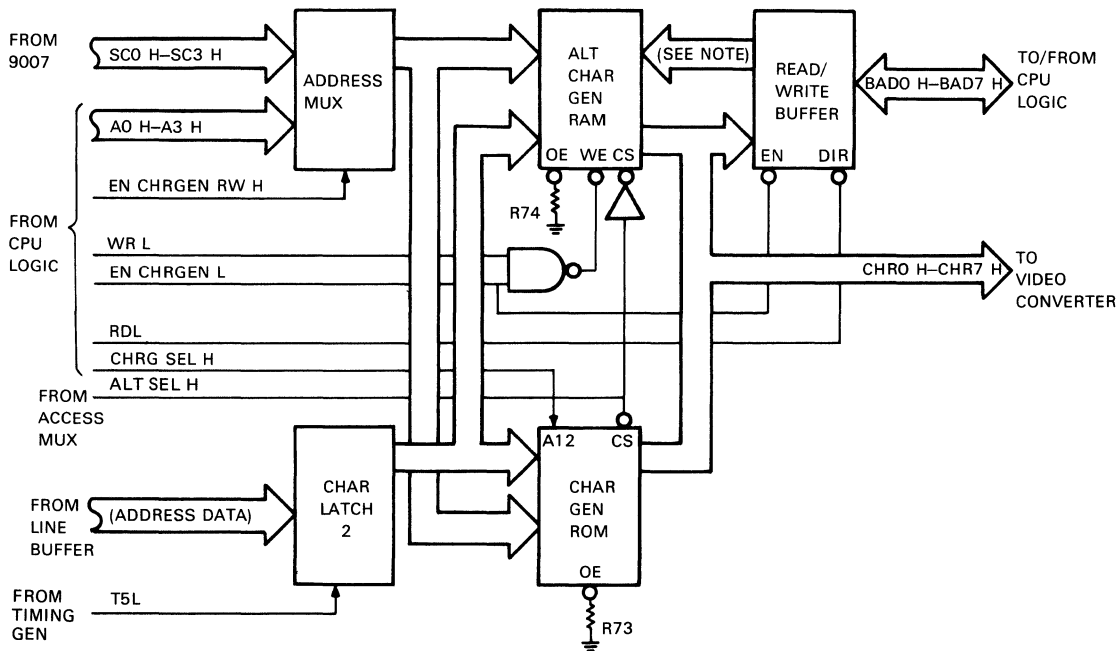 FROM
9007
SC0 H–SC3 H
A0 H–A3 H
ADDRESS
MUX
EN CHRGEN RW H
FROM
CPU
LOGIC
WR L
EN CHRGEN L
RDL
CHRG SEL H
ALT SEL H
FROM
ACCESS
MUX
ALT
CHAR
GEN
RAM
OE WE CS
R74
(SEE NOTE)
READ/
WRITE
BUFFER
EN DIR
BAD0 H–BAD7 H
TO/FROM
CPU
LOGIC
CHR0 H–CHR7 H
TO
VIDEO
CONVERTER
FROM
LINE
BUFFER
(ADDRESS DATA)
CHAR
LATCH
2
A12 CS
CHAR
GEN
ROM
OE
R73
FROM
TIMING
GEN
T5L